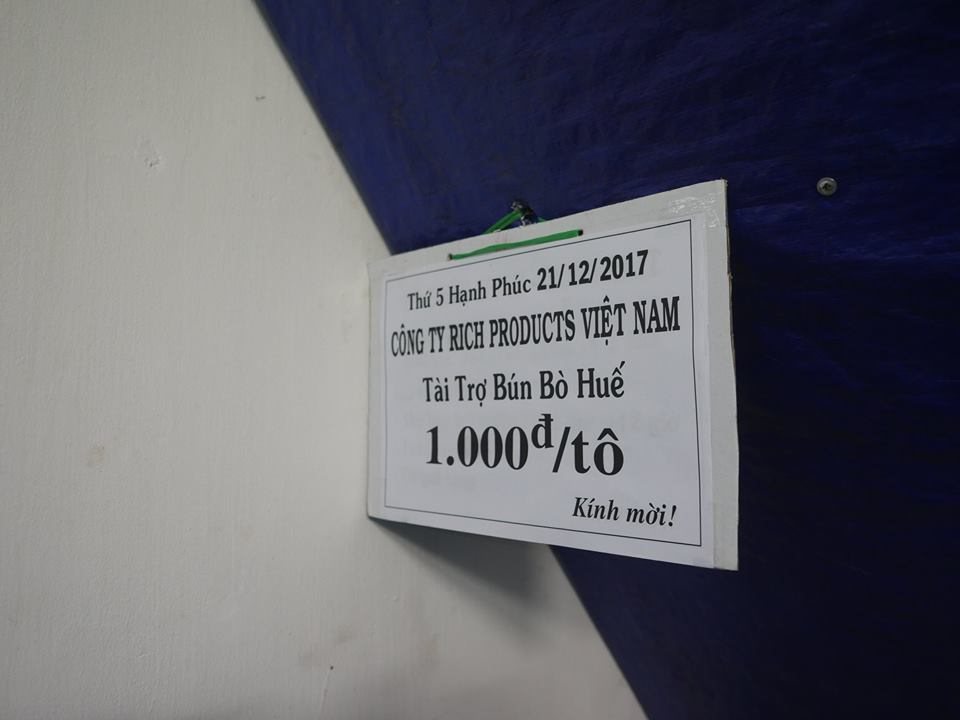 Thứ 5 Hạnh Phúc 21/12/2017
CÔNG TY RICH PRODUCTS VIỆT NAM
Tài Trợ Bún Bò Huế
1.000đ/tô
Kính mời!